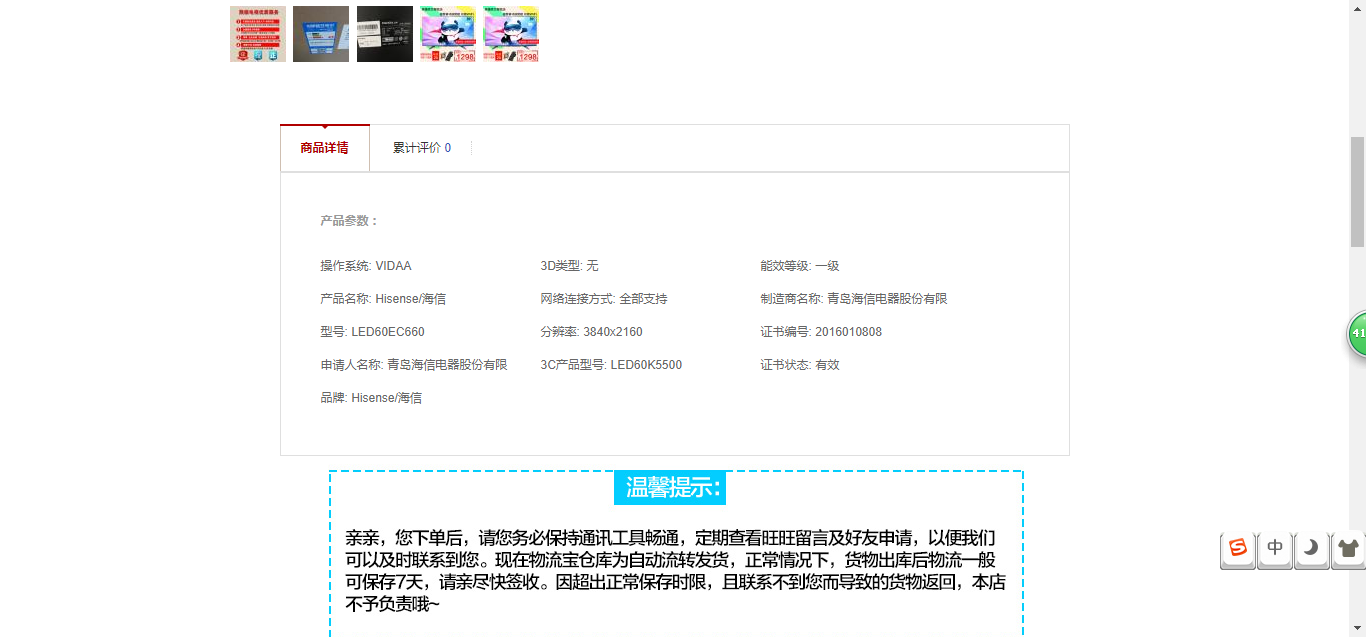 1298
1298
商品详情
累计评价 0
产品参数：
操作系统: VIDAA
3D类型: 无
能效等级: 一级
产品名称: Hisense/海信
网络连接方式: 全部支持
制造商名称: 青岛海信电器股份有限
型号: LED60EC660
分辨率: 3840x2160
证书编号: 2016010808
申请人名称: 青岛海信电器股份有限
3C产品型号: LED60K5500
证书状态: 有效
品牌: Hisense/海信
41
温馨提示：
亲亲，您下单后，请您务必保持通讯工具畅通，定期查看旺旺留言及好友申请，以便我们
可以及时联系到您。现在物流宝仓库为自动流转发货，正常情况下，货物出库后物流一般
可保存7天，请亲尽快签收。因超出正常保存时限，且联系不到您而导致的货物返回，本店
不予负责哦~
S
中